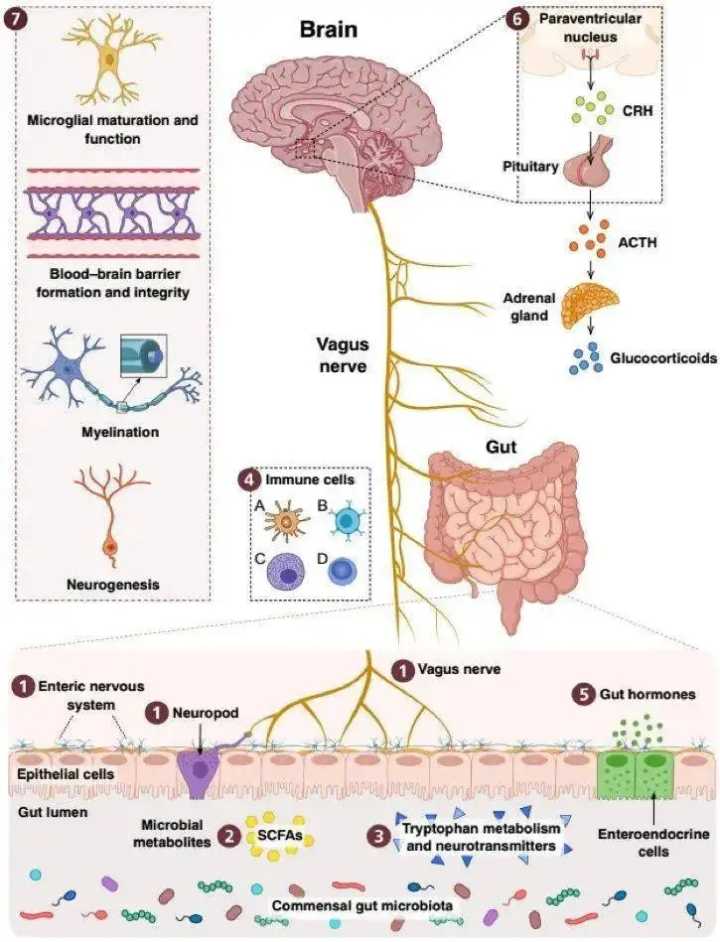 7
Microglial maturation and
function
Blood–brain barrier
formation and integrity
Myelination
Neurogenesis
Brain
6
Paraventricular
nucleus
CRH
Pituitary
ACTH
Adrenal
gland
Glucocorticoids
Vagus
nerve
Gut
4 Immune cells
A B
C D
1 Enteric nervous
system
1 Neuropod
1 Vagus nerve
5 Gut hormones
Epithelial cells
Gut lumen
Microbial
metabolites
2 SCFAs
3 Tryptophan metabolism
and neurotransmitters
Enteroendocrine
cells
Commensal gut microbiota